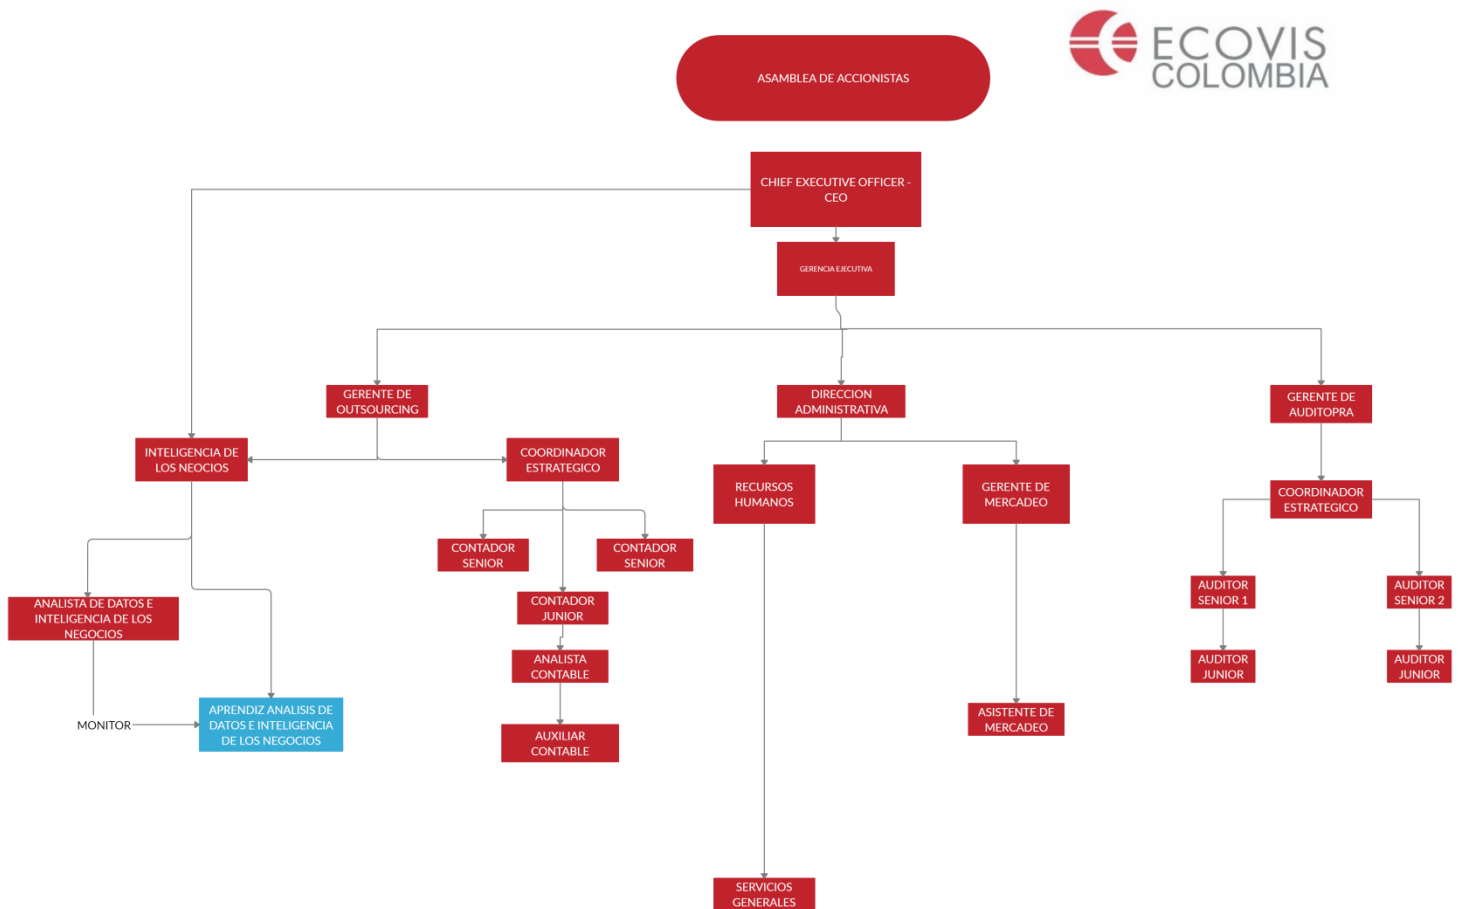 ECOVIS
COLOMBIA
ASAMBLEA DE ACCIONISTAS
CHIEF EXECUTIVE OFFICER -
CEO
GERENCIA EJECUTIVA
GERENTE DE
OUTSOURCING
DIRECCION
ADMINISTRATIVA
GERENTE DE
AUDITOPRA
INTELIGENCIA DE
LOS NEOCIOS
COORDINADOR
ESTRATEGICO
RECURSOS
HUMANOS
GERENTE DE
MERCADEO
COORDINADOR
ESTRATEGICO
CONTADOR
SENIOR
CONTADOR
SENIOR
ANALISTA DE DATOS E
INTELIGENCIA DE LOS
NEGOCIOS
CONTADOR
JUNIOR
AUDITOR
SENIOR 1
AUDITOR
SENIOR 2
ANALISTA
CONTABLE
AUDITOR
JUNIOR
AUDITOR
JUNIOR
MONITOR
APRENDIZ ANALISIS DE
DATOS E INTELIGENCIA
DE LOS NEGOCIOS
AUXILIAR
CONTABLE
ASISTENTE DE
MERCADEO
SERVICIOS
GENERALES